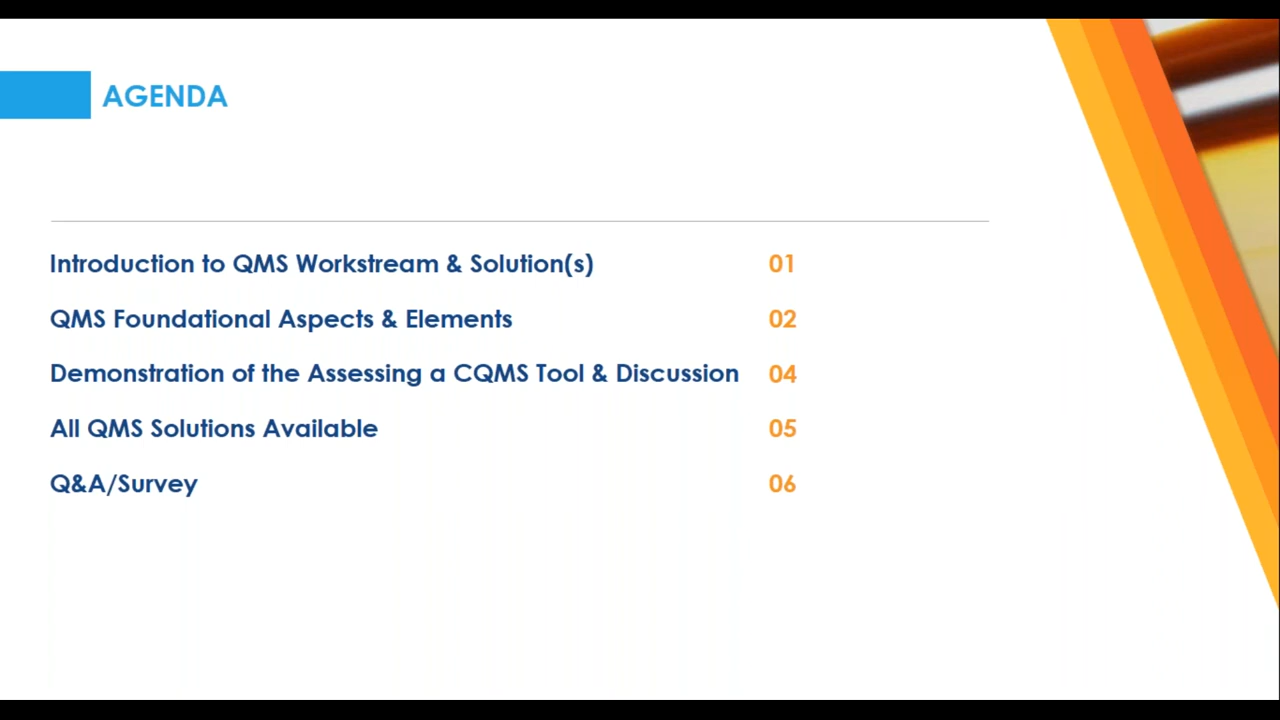 AGENDA
Introduction to QMS Workstream & Solution(s) 01
QMS Foundational Aspects & Elements 02
Demonstration of the Assessing a CQMS Tool & Discussion 04
All QMS Solutions Available 05
Q&A/Survey 06